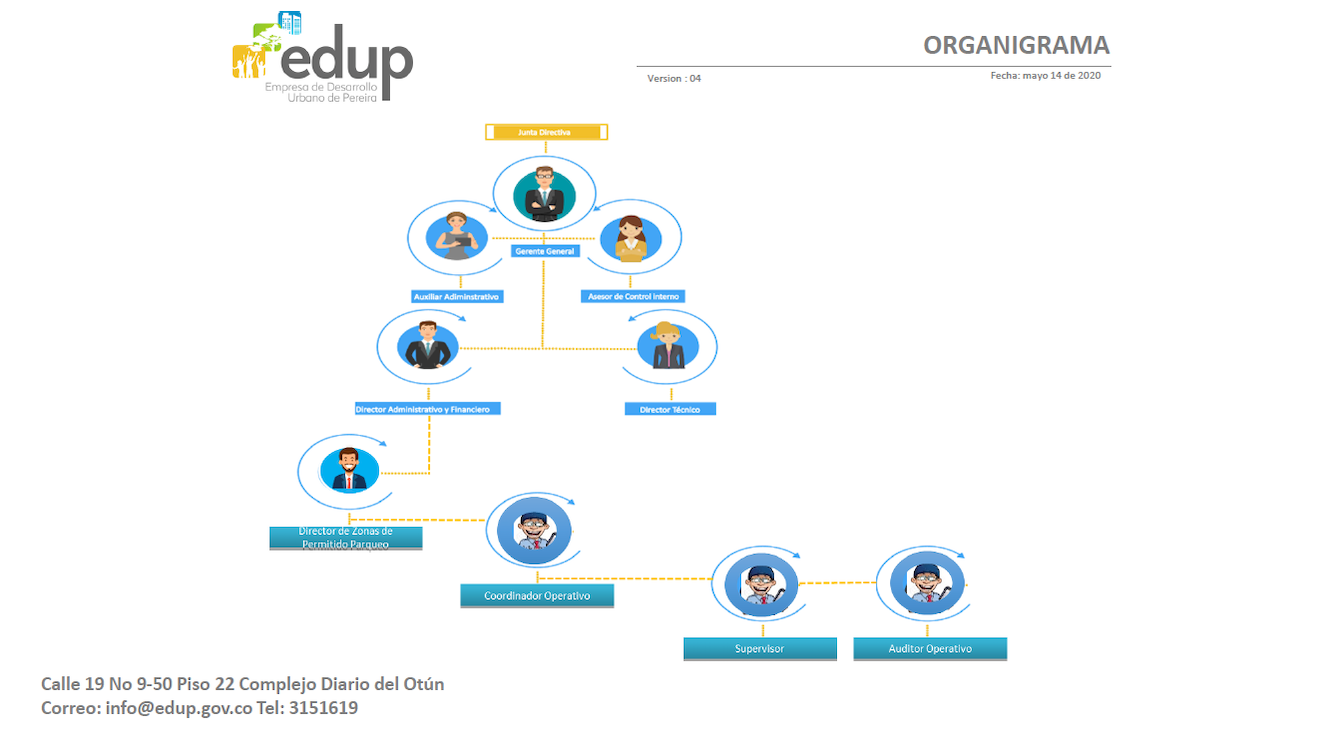 edup
Empresa de Desarrollo
Urbano de Pereira
ORGANIGRAMA
Version : 04
Fecha: mayo 14 de 2020
Junta Directiva
Gerente General
Auxiliar Adiminstrativo
Asesor de Control interno
Director Administrativo y Financiero
Director Técnico
Director de Zonas de
Permitido Parqueo
Coordinador Operativo
Supervisor
Auditor Operativo
Calle 19 No 9-50 Piso 22 Complejo Diario del Otún
Correo: info@edup.gov.co Tel: 3151619